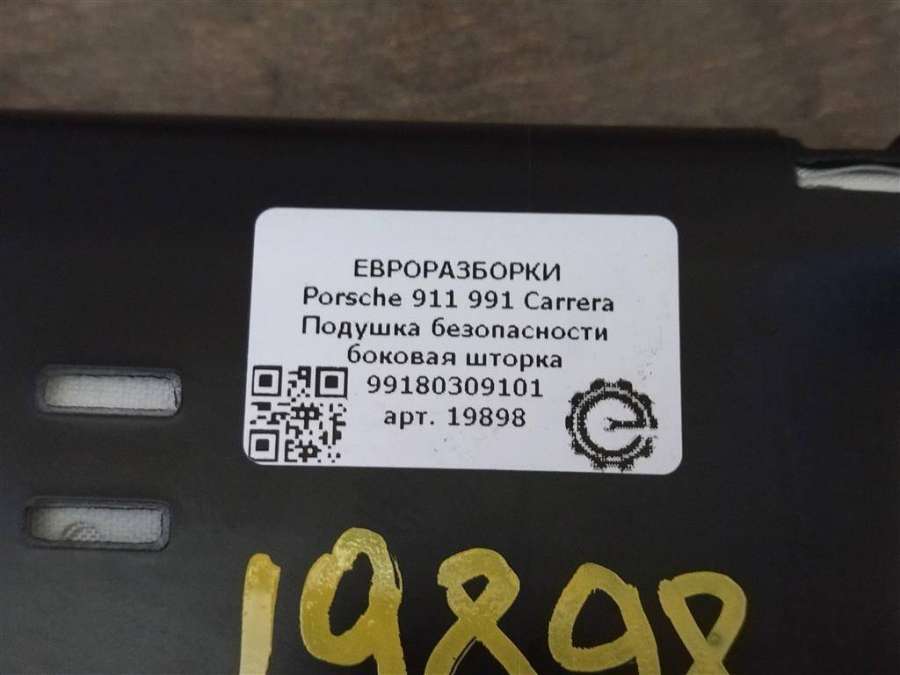 ЕВРОРАЗБОРКИ
Porsche 911 991 Carrera
Подушка безопасности
боковая шторка
99180309101
арт. 19898
19898